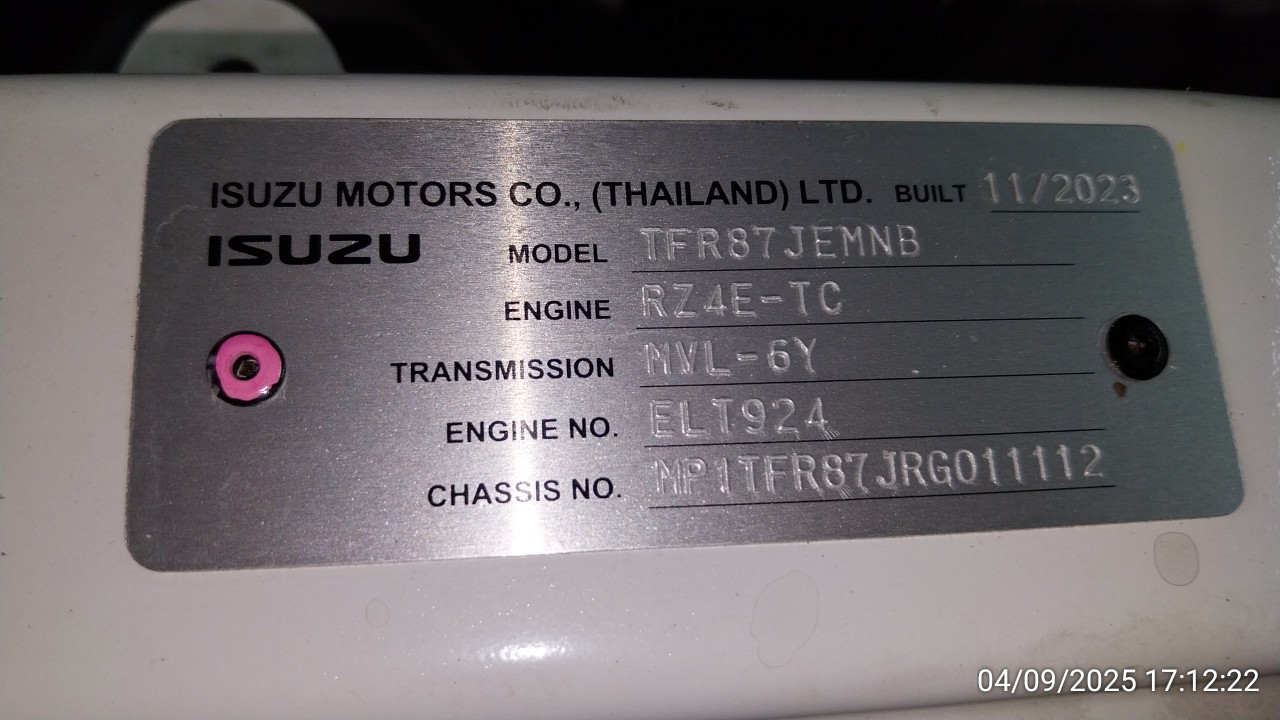 ISUZU MOTORS CO., (THAILAND) LTD. BUILT 11/2023
ISUZU MODEL TFR87JEMNB
ENGINE RZ4E-TC
TRANSMISSION MVL-6Y
ENGINE NO. ELT924
CHASSIS NO. MP1TFR87JRG011112
04/09/2025 17:12:22